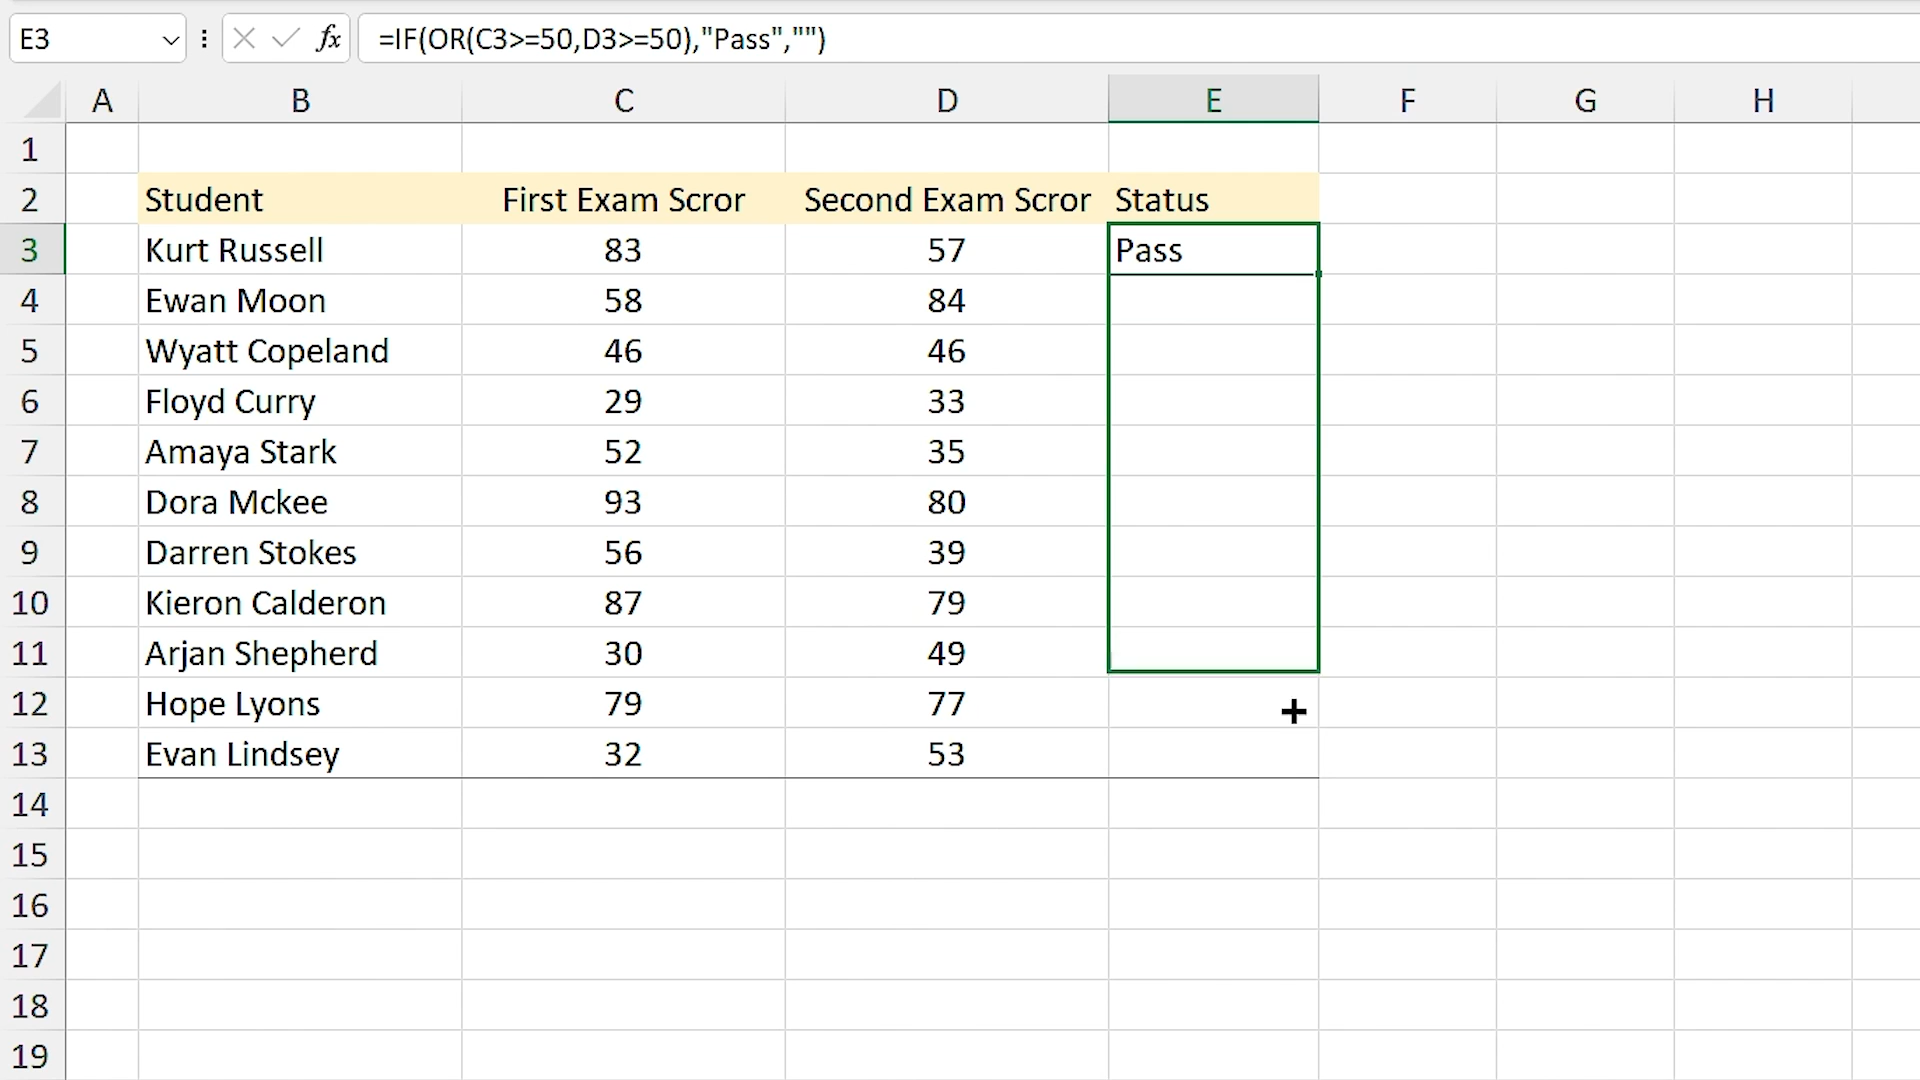 E3 fx =IF(OR(C3>=50,D3>=50),"Pass","")
A B C D E F G H
1
2 Student First Exam Scror Second Exam Scror Status
3 Kurt Russell 83 57 Pass
4 Ewan Moon 58 84
5 Wyatt Copeland 46 46
6 Floyd Curry 29 33
7 Amaya Stark 52 35
8 Dora Mckee 93 80
9 Darren Stokes 56 39
10 Kieron Calderon 87 79
11 Arjan Shepherd 30 49
12 Hope Lyons 79 77
13 Evan Lindsey 32 53
14
15
16
17
18
19